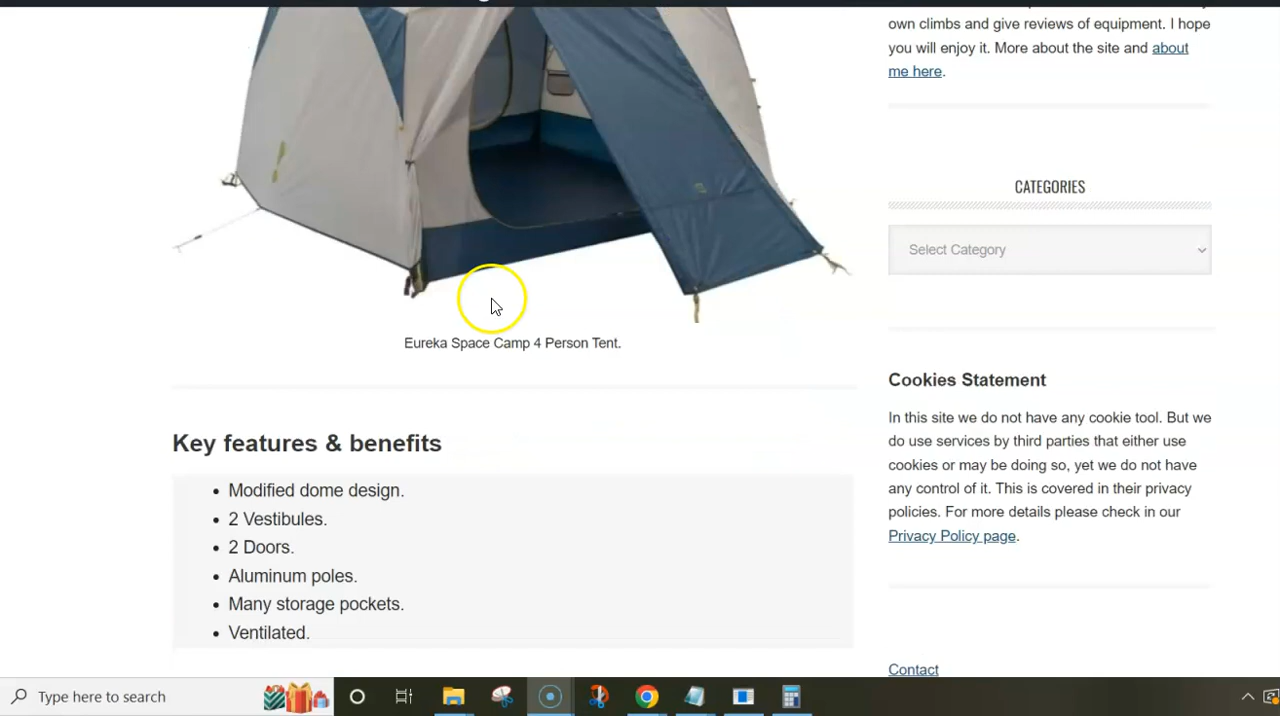 own climbs and give reviews of equipment. I hope
you will enjoy it. More about the site and about
me here.
CATEGORIES
Select Category
Eureka Space Camp 4 Person Tent.
Cookies Statement
In this site we do not have any cookie tool. But we
do use services by third parties that either use
cookies or may be doing so, yet we do not have
any control of it. This is covered in their privacy
policies. For more details please check in our
Privacy Policy page.
Key features & benefits
Modified dome design.
2 Vestibules.
2 Doors.
Aluminum poles.
Many storage pockets.
Ventilated.
Contact
Type here to search